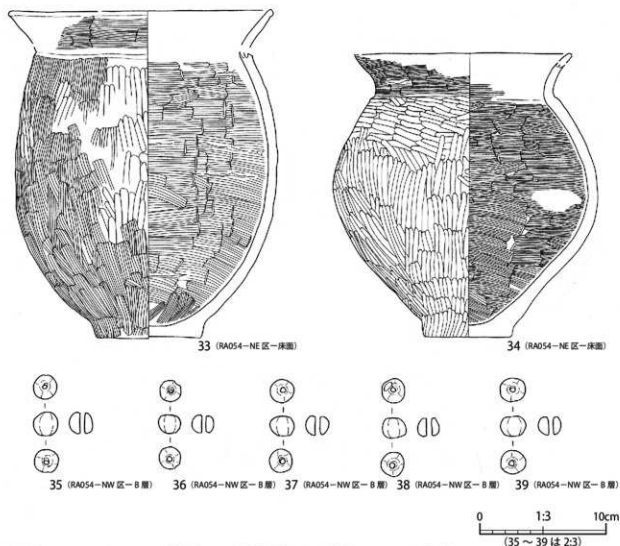 33 (RA054-NE 区-床面)
34 (RA054-NE 区-床面)
35 (RA054-NW 区-B 層)
36 (RA054-NW 区-B 層)
37 (RA054-NW 区-B 層)
38 (RA054-NW 区-B 層)
39 (RA054-NW 区-B 層)
0 1:3 10cm
(35 ～ 39 は 2:3)